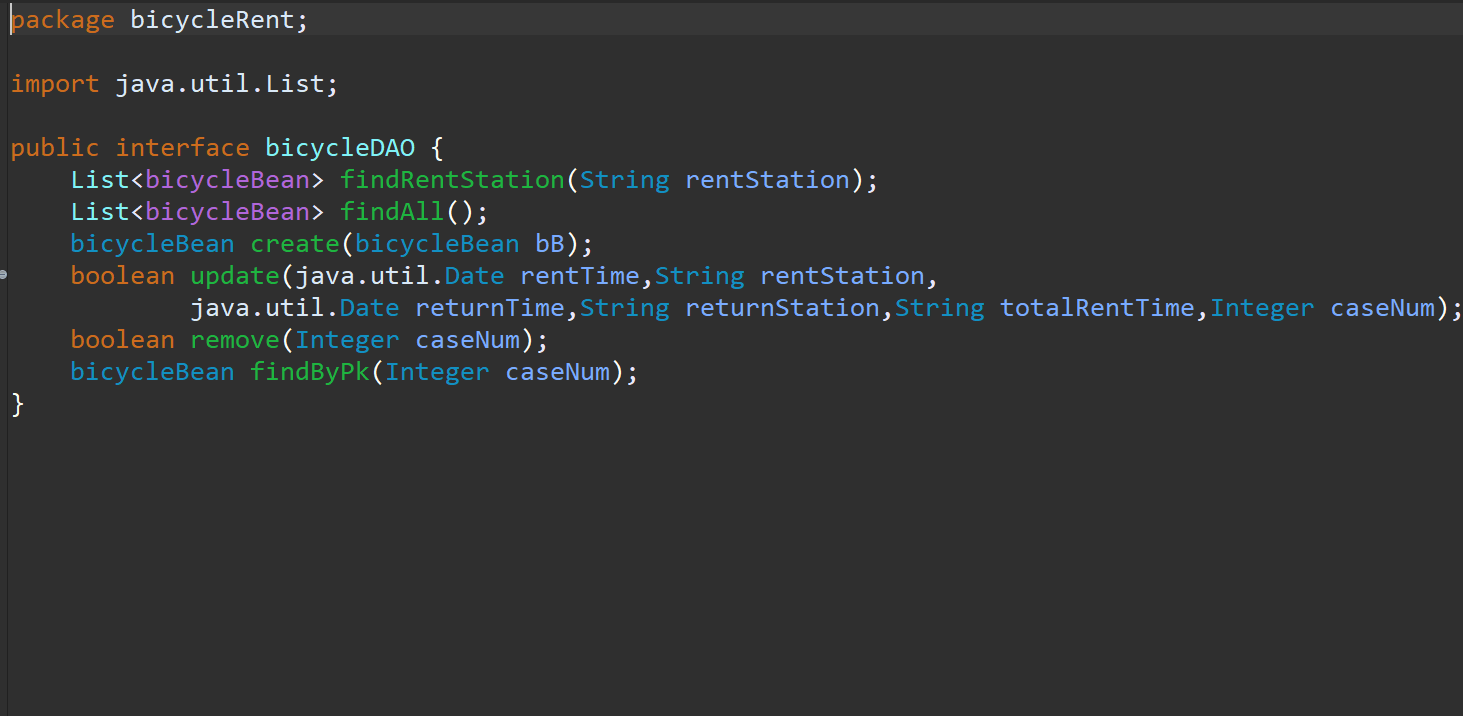 package bicycleRent;
import java.util.List;
public interface bicycleDAO {
List<bicycleBean> findRentStation(String rentStation);
List<bicycleBean> findAll();
bicycleBean create(bicycleBean bB);
boolean update(java.util.Date rentTime,String rentStation,
java.util.Date returnTime,String returnStation,String totalRentTime,Integer caseNum);
boolean remove(Integer caseNum);
bicycleBean findByPk(Integer caseNum);
}